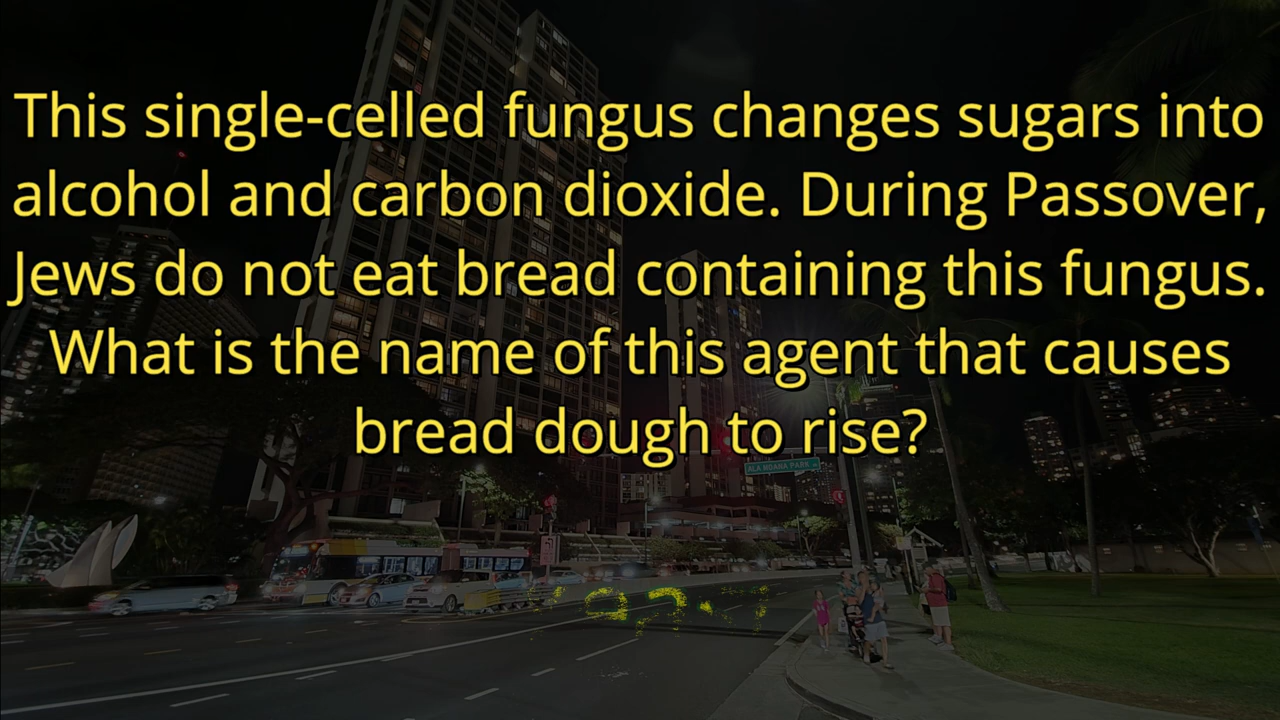 This single-celled fungus changes sugars into
alcohol and carbon dioxide. During Passover,
Jews do not eat bread containing this fungus.
What is the name of this agent that causes
bread dough to rise?
ALA MOANA PARK